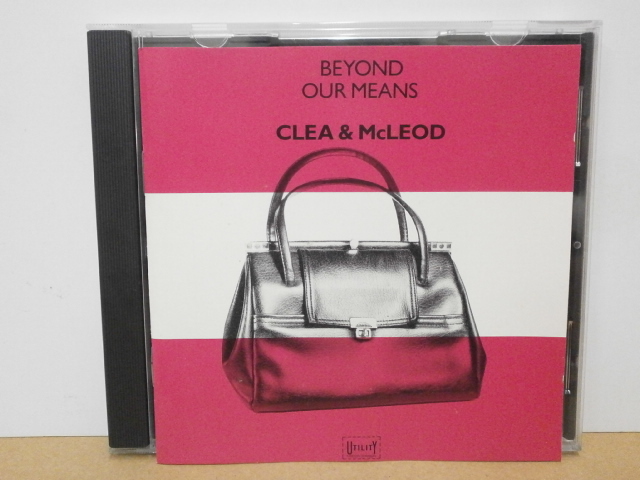 BEYOND
OUR MEANS
CLEA & McLEOD
UTILITY